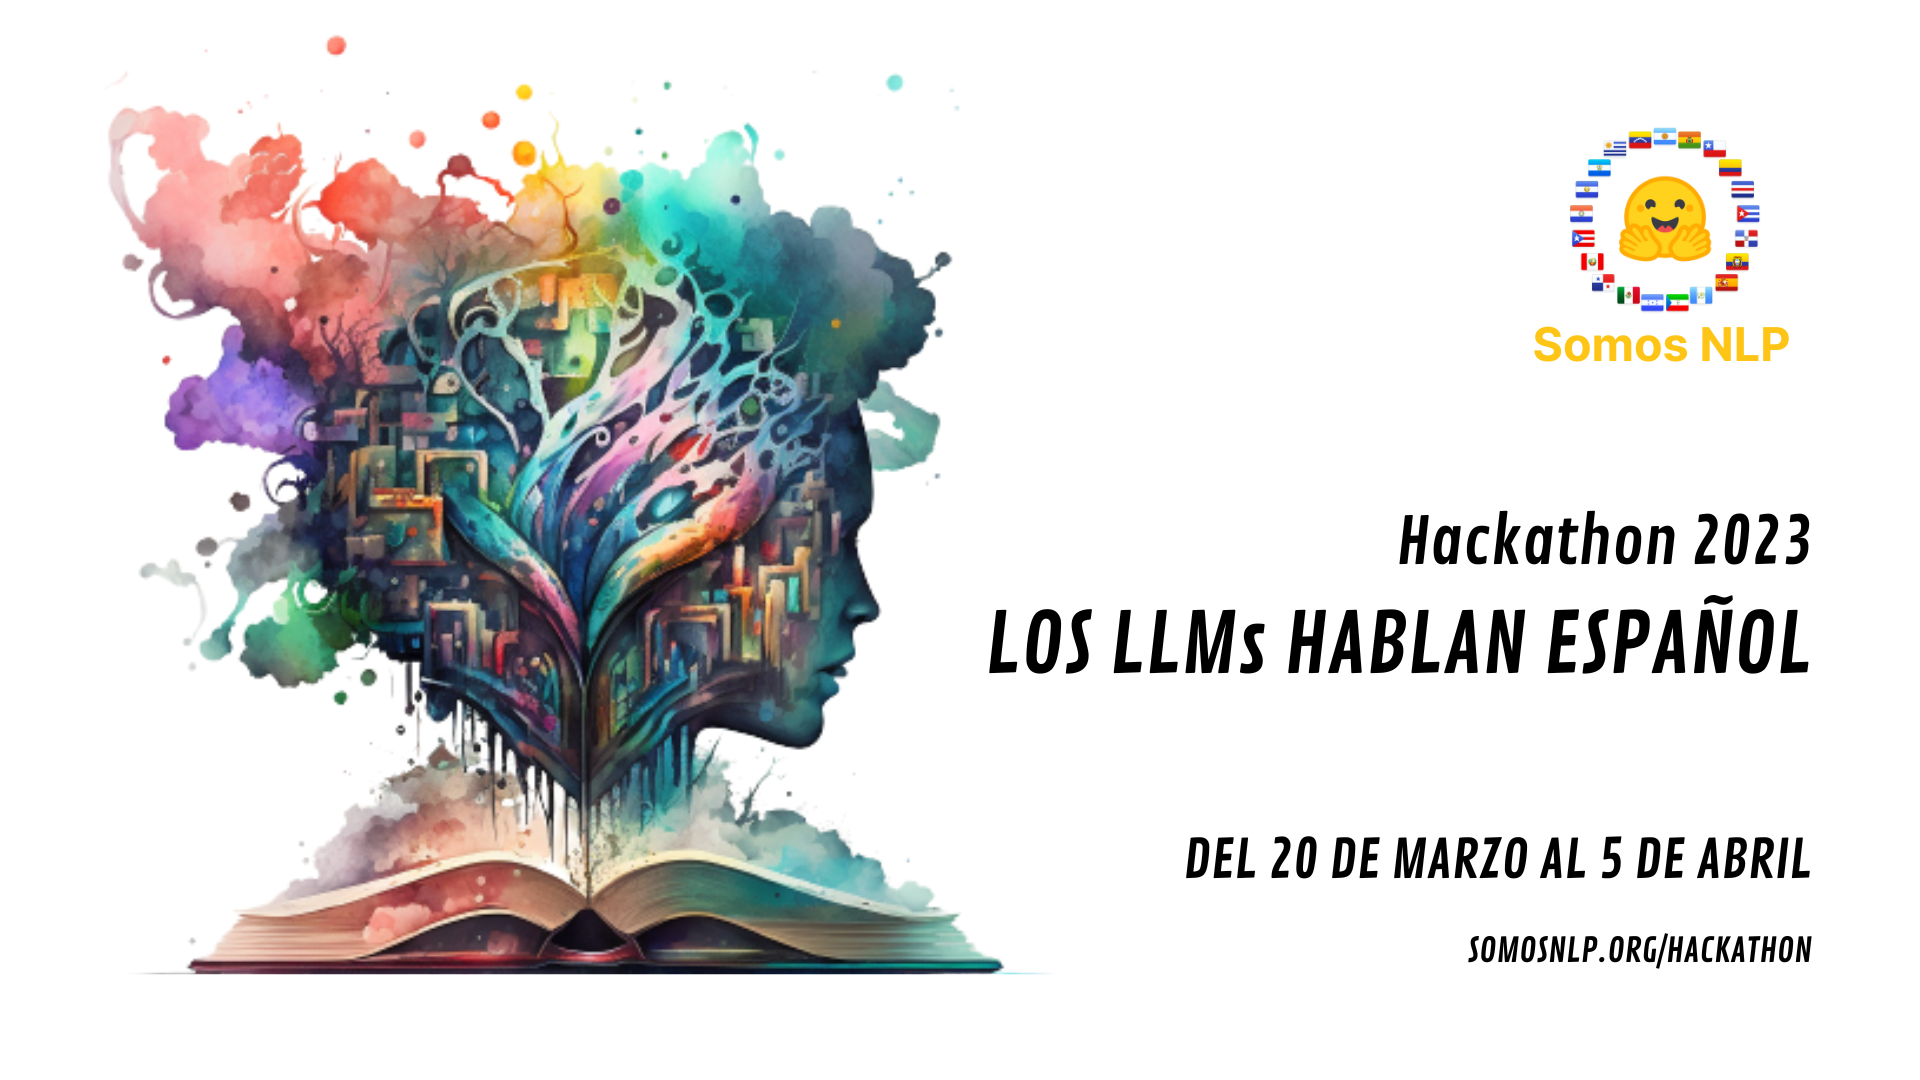 Somos NLP
Hackathon 2023
LOS LLMs HABLAN ESPAÑOL
DEL 20 DE MARZO AL 5 DE ABRIL
SOMOSNLP.ORG/HACKATHON